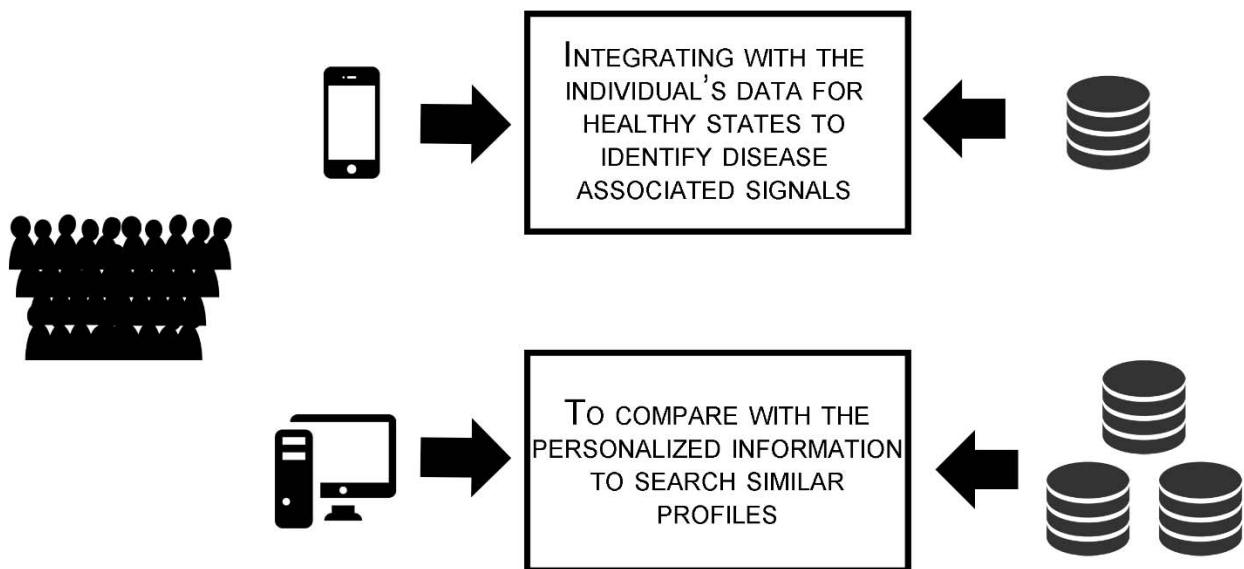 INTEGRATING WITH THE
INDIVIDUAL'S DATA FOR
HEALTHY STATES TO
IDENTIFY DISEASE
ASSOCIATED SIGNALS
TO COMPARE WITH THE
PERSONALIZED INFORMATION
TO SEARCH SIMILAR
PROFILES